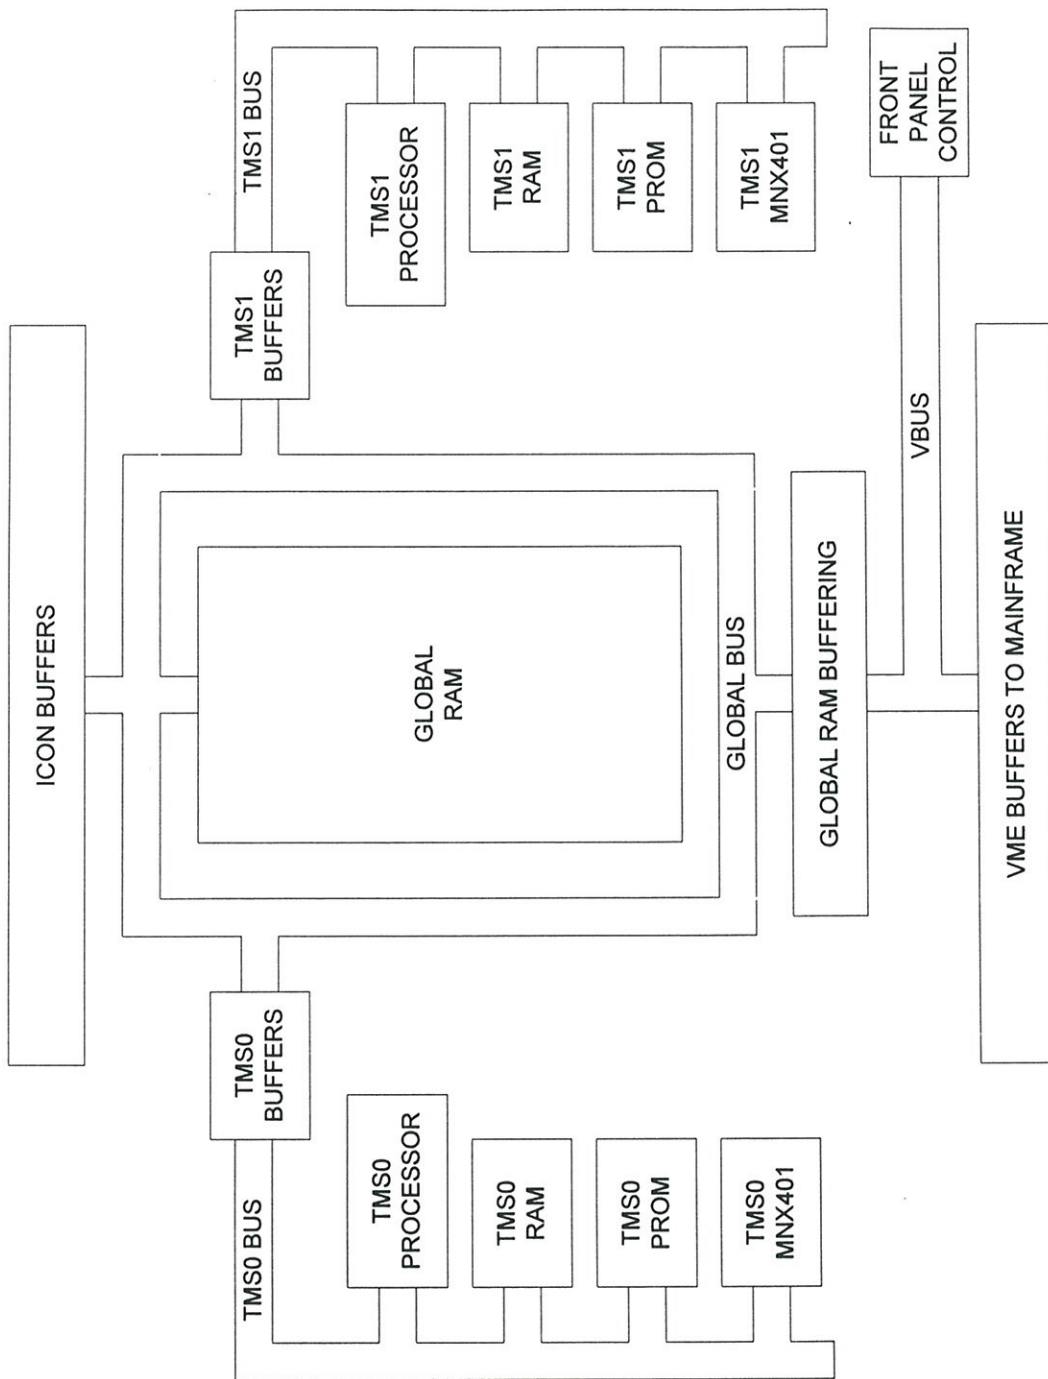 ICON BUFFERS
TMS0 BUS
TMS0
BUFFERS
TMS1
BUFFERS
TMS1 BUS
TMS0
PROCESSOR
TMS0
RAM
TMS0
PROM
TMS0
MNX401
GLOBAL
RAM
GLOBAL BUS
TMS1
PROCESSOR
TMS1
RAM
TMS1
PROM
TMS1
MNX401
GLOBAL RAM BUFFERING
VBUS
FRONT
PANEL
CONTROL
VME BUFFERS TO MAINFRAME